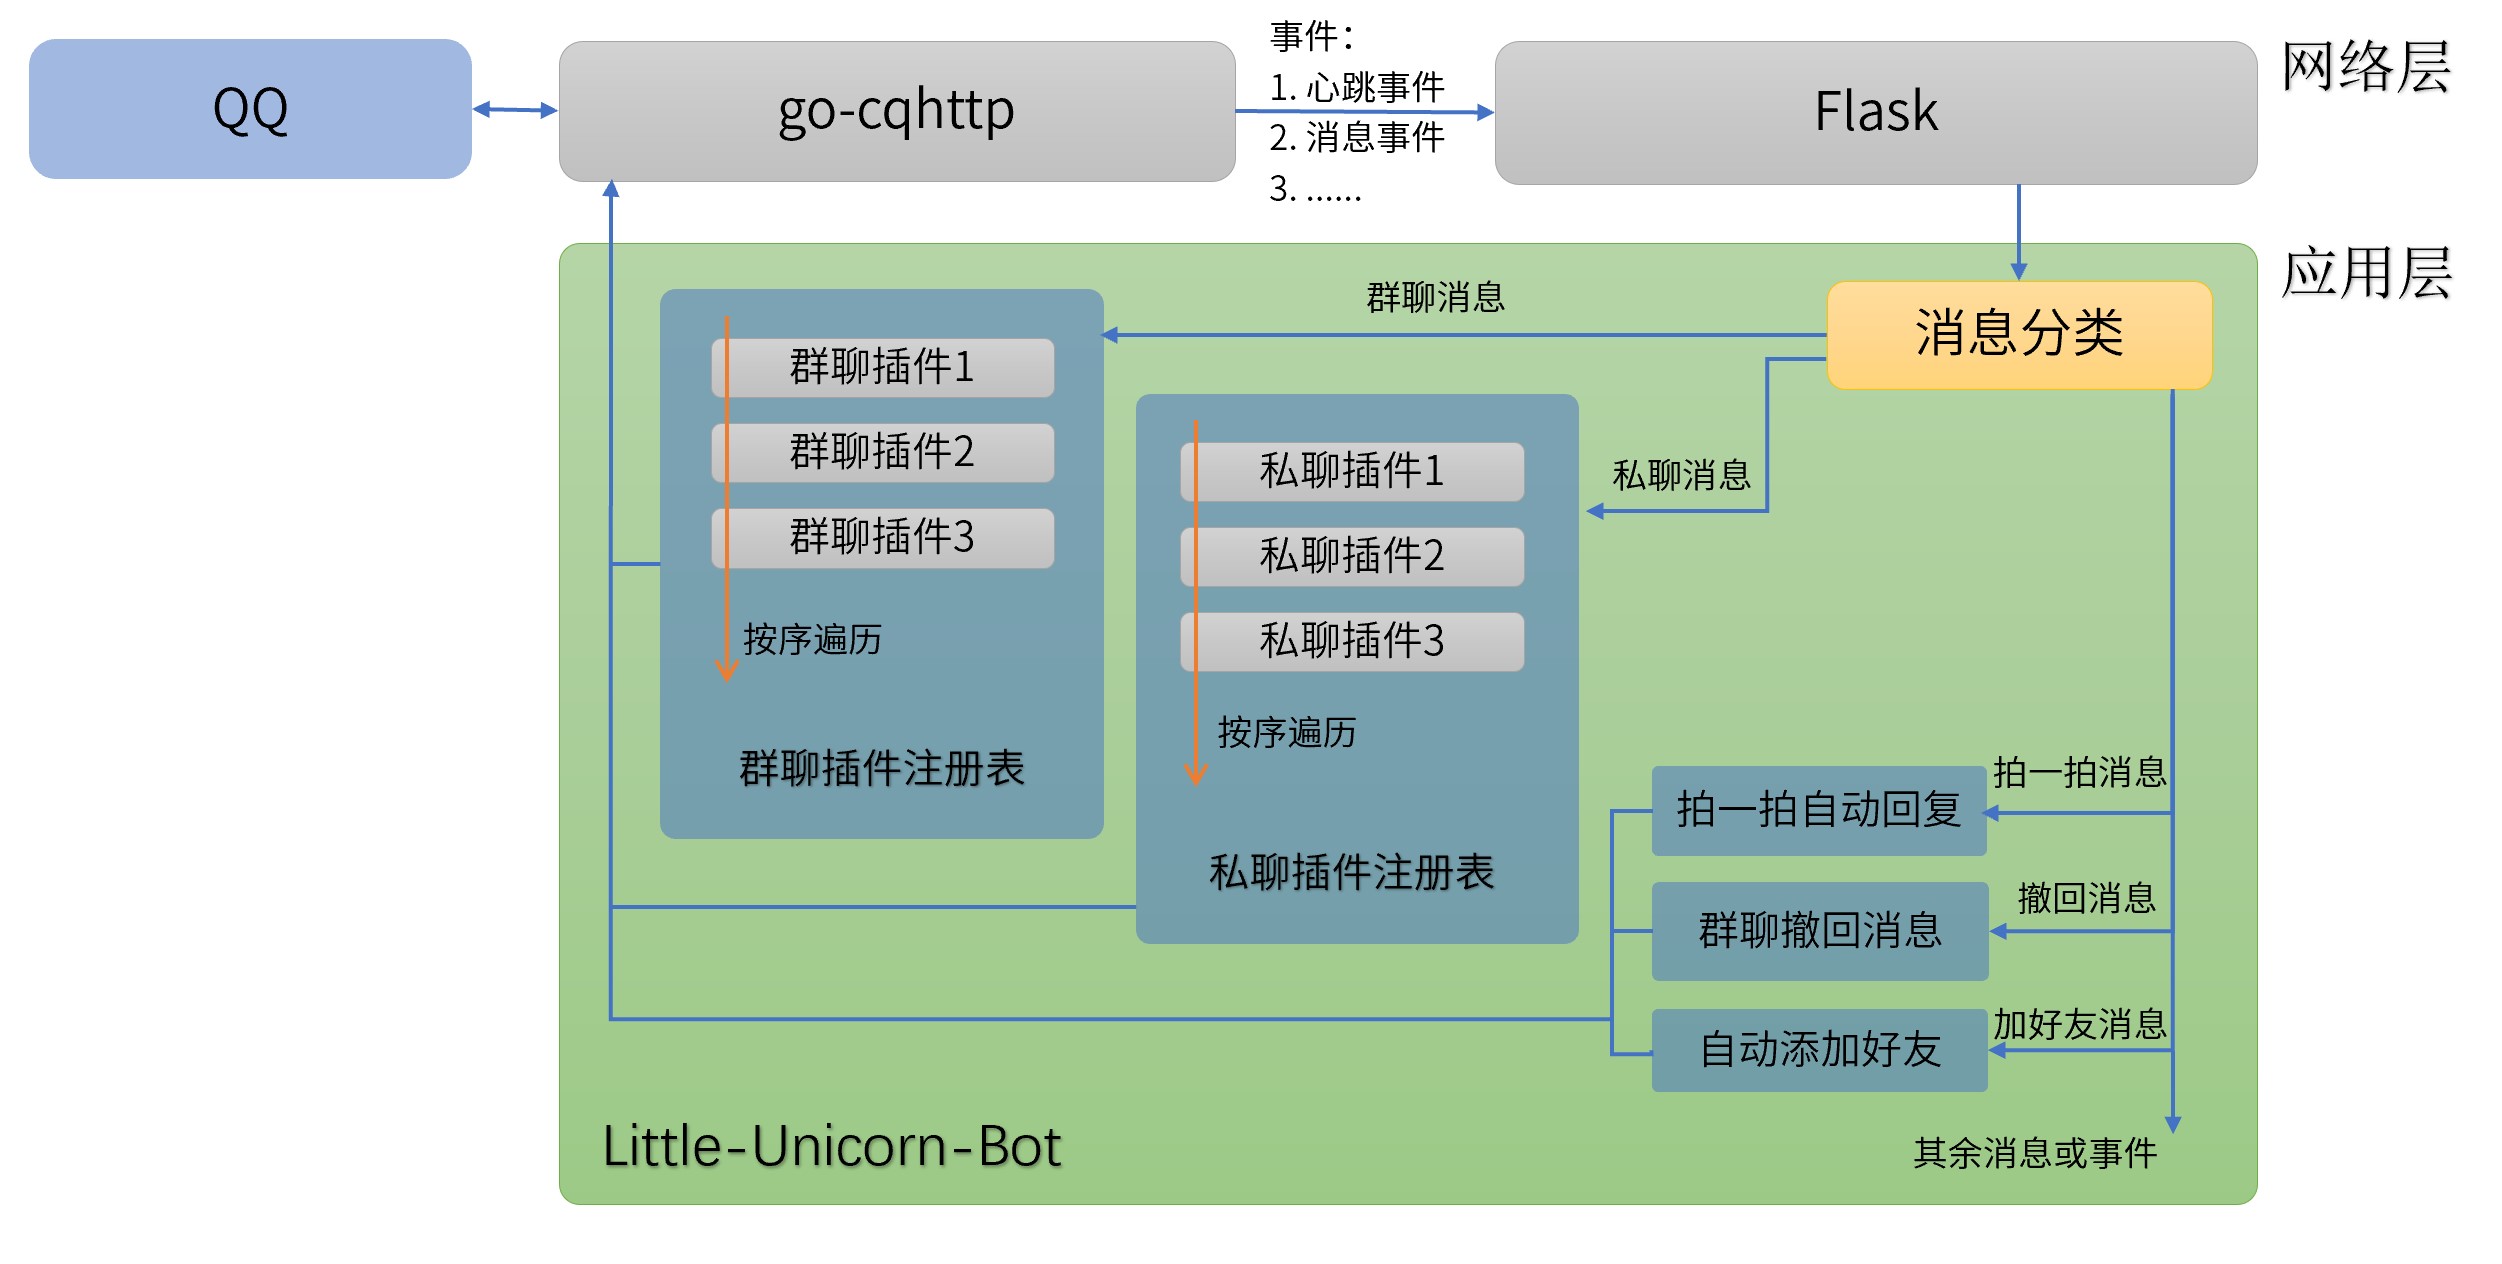 QQ
go-cqhttp
事件：
1. 心跳事件
2. 消息事件
3. ......
Flask
网络层
应用层
消息分类
群聊消息
私聊消息
群聊插件1
群聊插件2
群聊插件3
按序遍历
群聊插件注册表
私聊插件1
私聊插件2
私聊插件3
按序遍历
私聊插件注册表
拍一拍消息
拍一拍自动回复
撤回消息
群聊撤回消息
加好友消息
自动添加好友
其余消息或事件
Little-Unicorn-Bot